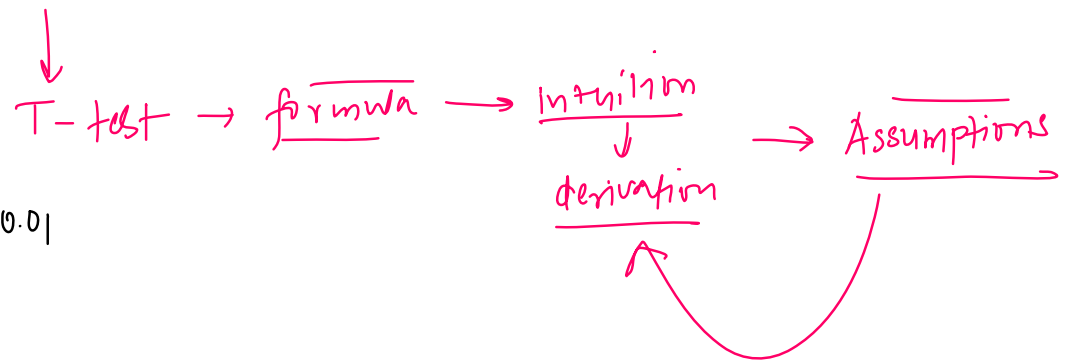 T-test → formula → Intuition → Assumptions
derivation
0.01